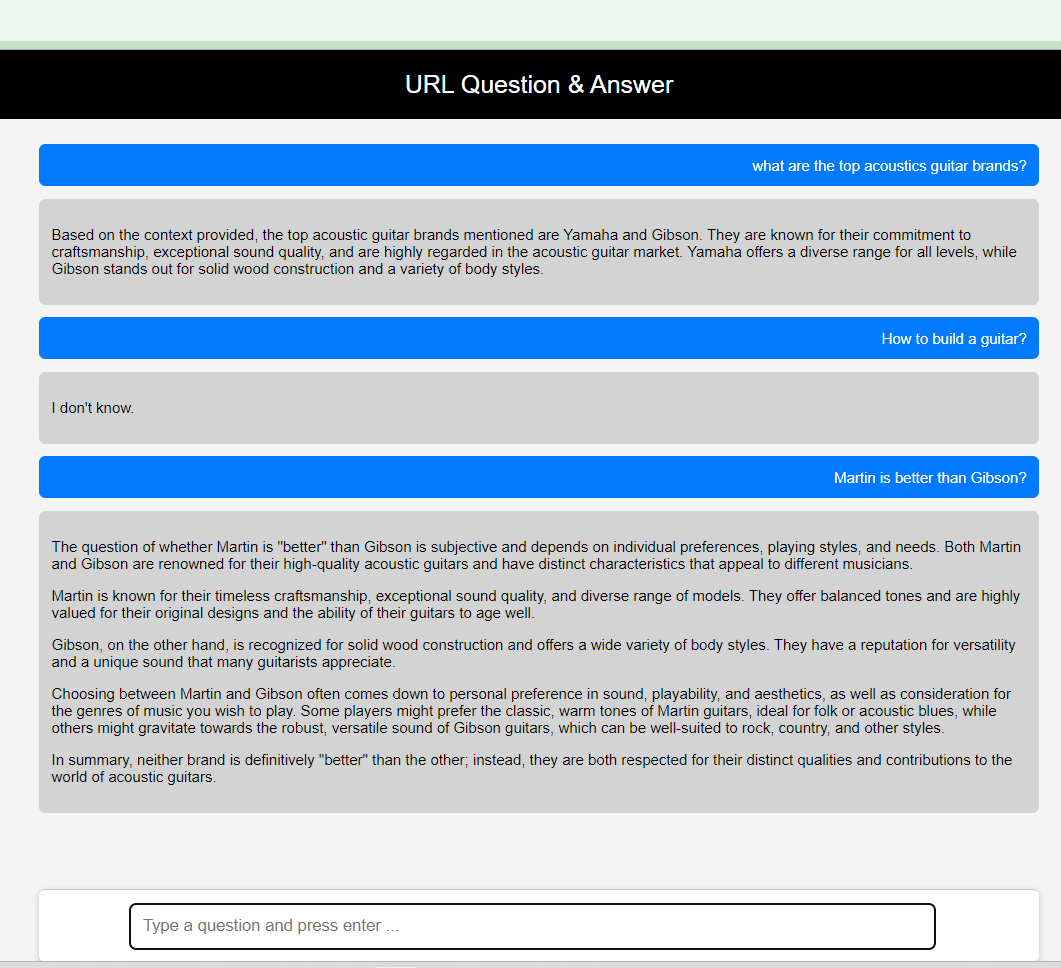 URL Question & Answer
what are the top acoustics guitar brands?
Based on the context provided, the top acoustic guitar brands mentioned are Yamaha and Gibson. They are known for their commitment to
craftsmanship, exceptional sound quality, and are highly regarded in the acoustic guitar market. Yamaha offers a diverse range for all levels, while
Gibson stands out for solid wood construction and a variety of body styles.
How to build a guitar?
I don't know.
Martin is better than Gibson?
The question of whether Martin is "better" than Gibson is subjective and depends on individual preferences, playing styles, and needs. Both Martin
and Gibson are renowned for their high-quality acoustic guitars and have distinct characteristics that appeal to different musicians.
Martin is known for their timeless craftsmanship, exceptional sound quality, and diverse range of models. They offer balanced tones and are highly
valued for their original designs and the ability of their guitars to age well.
Gibson, on the other hand, is recognized for solid wood construction and offers a wide variety of body styles. They have a reputation for versatility
and a unique sound that many guitarists appreciate.
Choosing between Martin and Gibson often comes down to personal preference in sound, playability, and aesthetics, as well as consideration for
the genres of music you wish to play. Some players might prefer the classic, warm tones of Martin guitars, ideal for folk or acoustic blues, while
others might gravitate towards the robust, versatile sound of Gibson guitars, which can be well-suited to rock, country, and other styles.
In summary, neither brand is definitively "better" than the other; instead, they are both respected for their distinct qualities and contributions to the
world of acoustic guitars.
Type a question and press enter ...